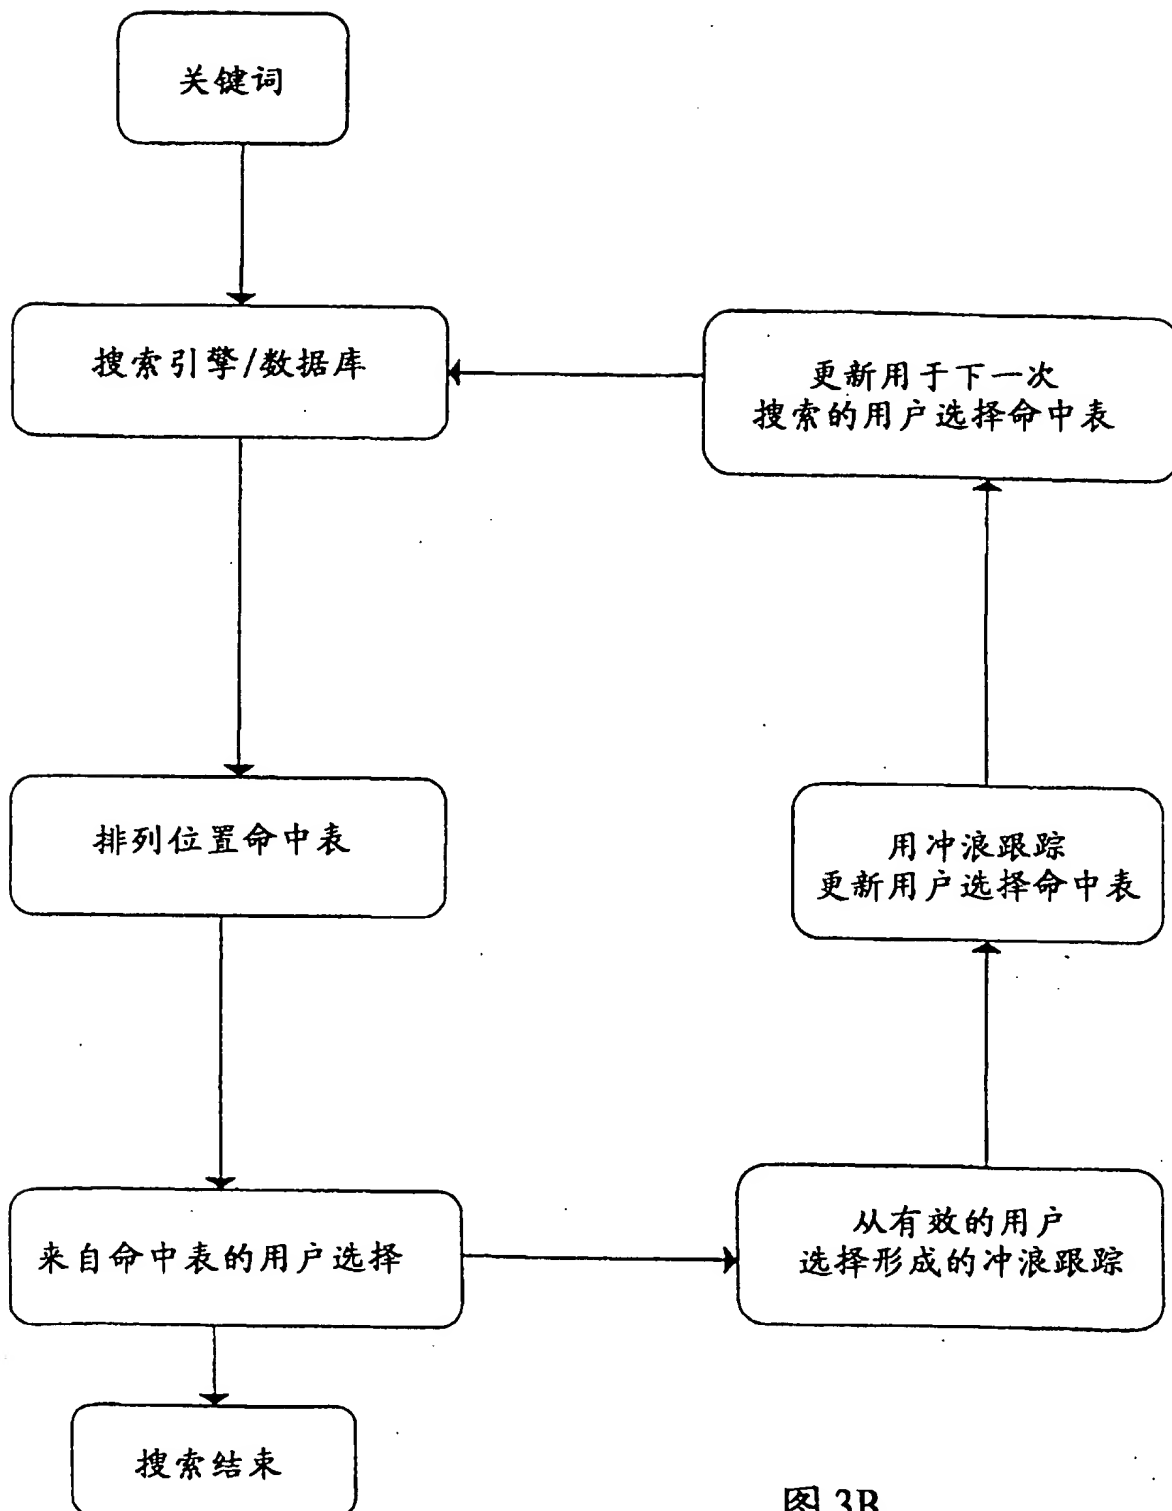 关键词
搜索引擎/数据库
更新用于下一次
搜索的用户选择命中表
排列位置命中表
用冲浪跟踪
更新用户选择命中表
来自命中表的用户选择
从有效的用户
选择形成的冲浪跟踪
搜索结束
图 3B